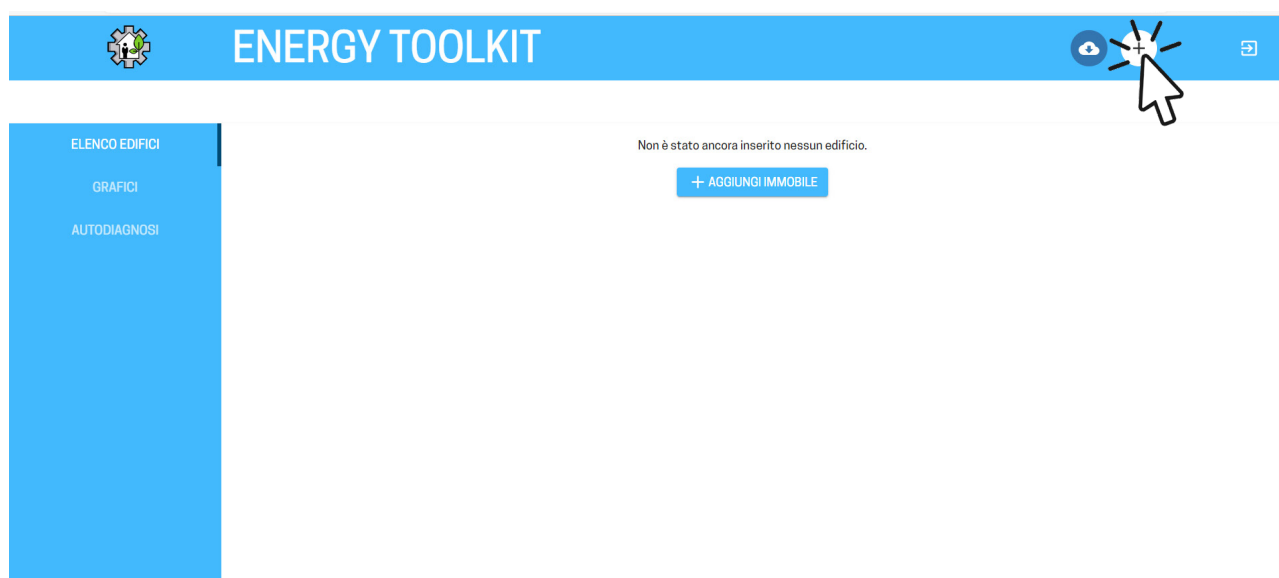 ENERGY TOOLKIT
ELENCO EDIFICI
GRAFICI
AUTODIAGNOSI
Non è stato ancora inserito nessun edificio.
+ AGGIUNGI IMMOBILE